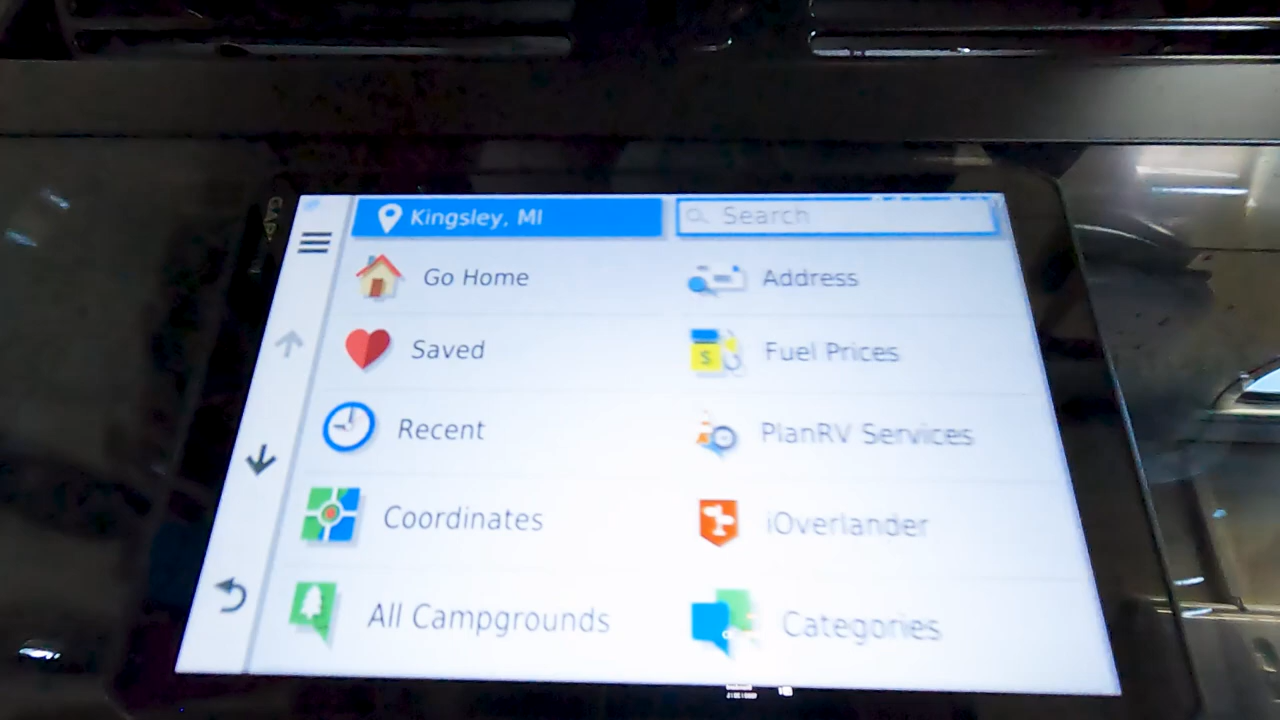 Kingsley, MI
Search
Go Home
Address
Saved
$
Fuel Prices
Recent
PlanRV Services
Coordinates
iOverlander
All Campgrounds
Categories